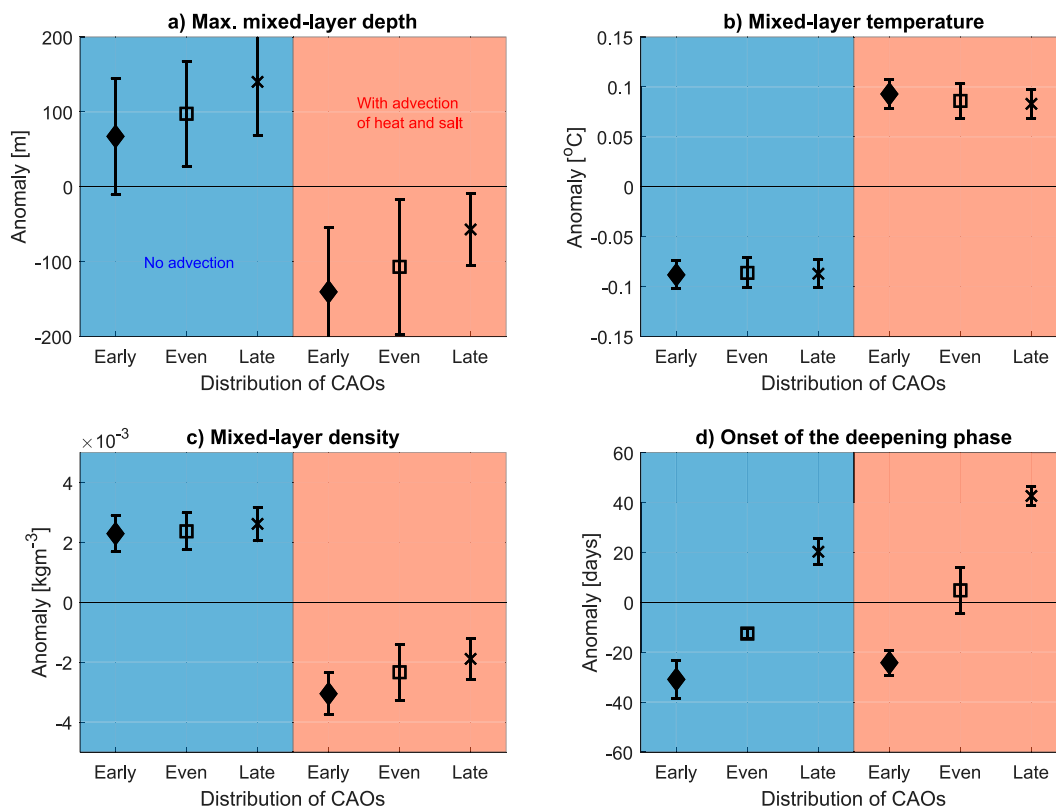 a) Max. mixed-layer depth
200
100
0
-100
-200
Anomaly [m]
With advection
of heat and salt
No advection
Early Even Late Early Even Late
Distribution of CAOs
b) Mixed-layer temperature
0.15
0.1
0.05
0
-0.05
-0.1
-0.15
Anomaly [°C]
Early Even Late Early Even Late
Distribution of CAOs
c) Mixed-layer density
×10⁻³
4
2
0
-2
-4
Anomaly [kgm⁻³]
Early Even Late Early Even Late
Distribution of CAOs
d) Onset of the deepening phase
60
40
20
0
-20
-40
-60
Anomaly [days]
Early Even Late Early Even Late
Distribution of CAOs